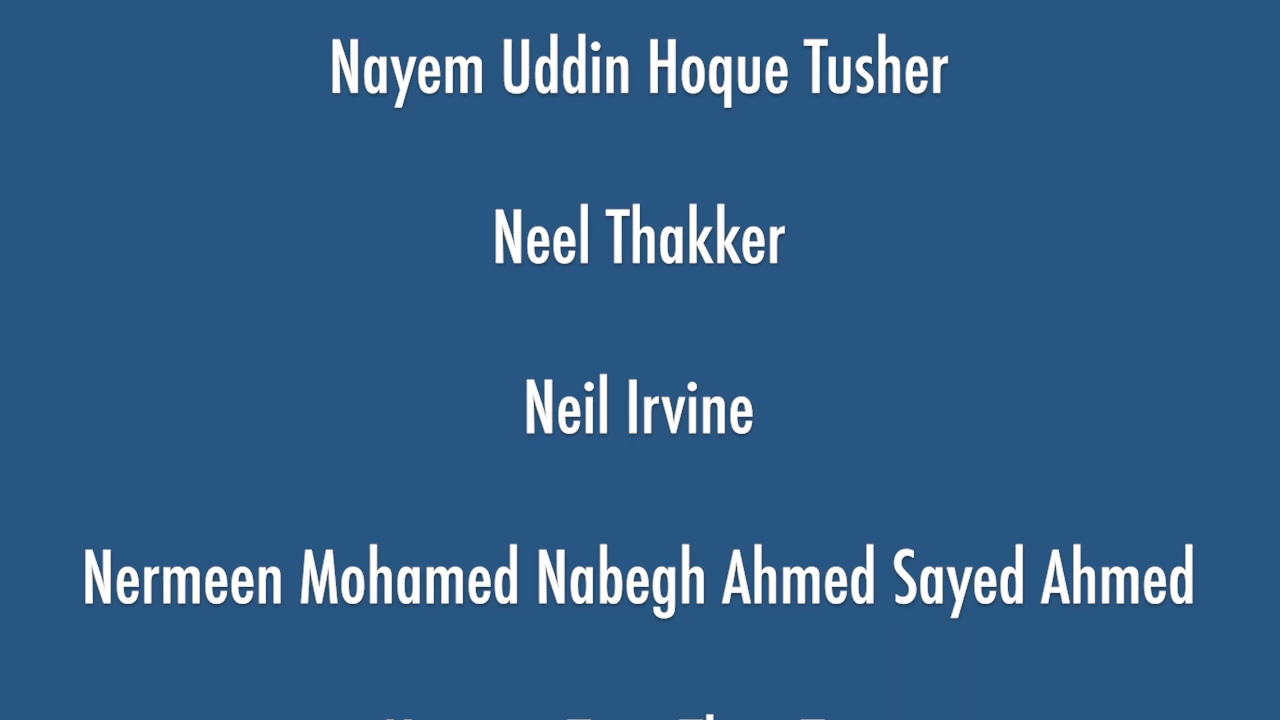 Nayem Uddin Hoque Tusher
Neel Thakker
Neil Irvine
Nermeen Mohamed Nabegh Ahmed Sayed Ahmed